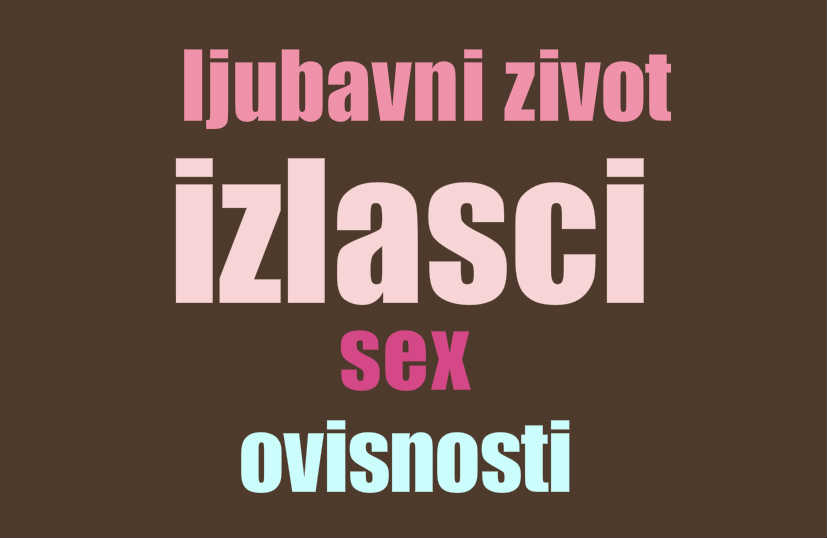 ljubavni zivot
izlasci
sex
ovisnosti